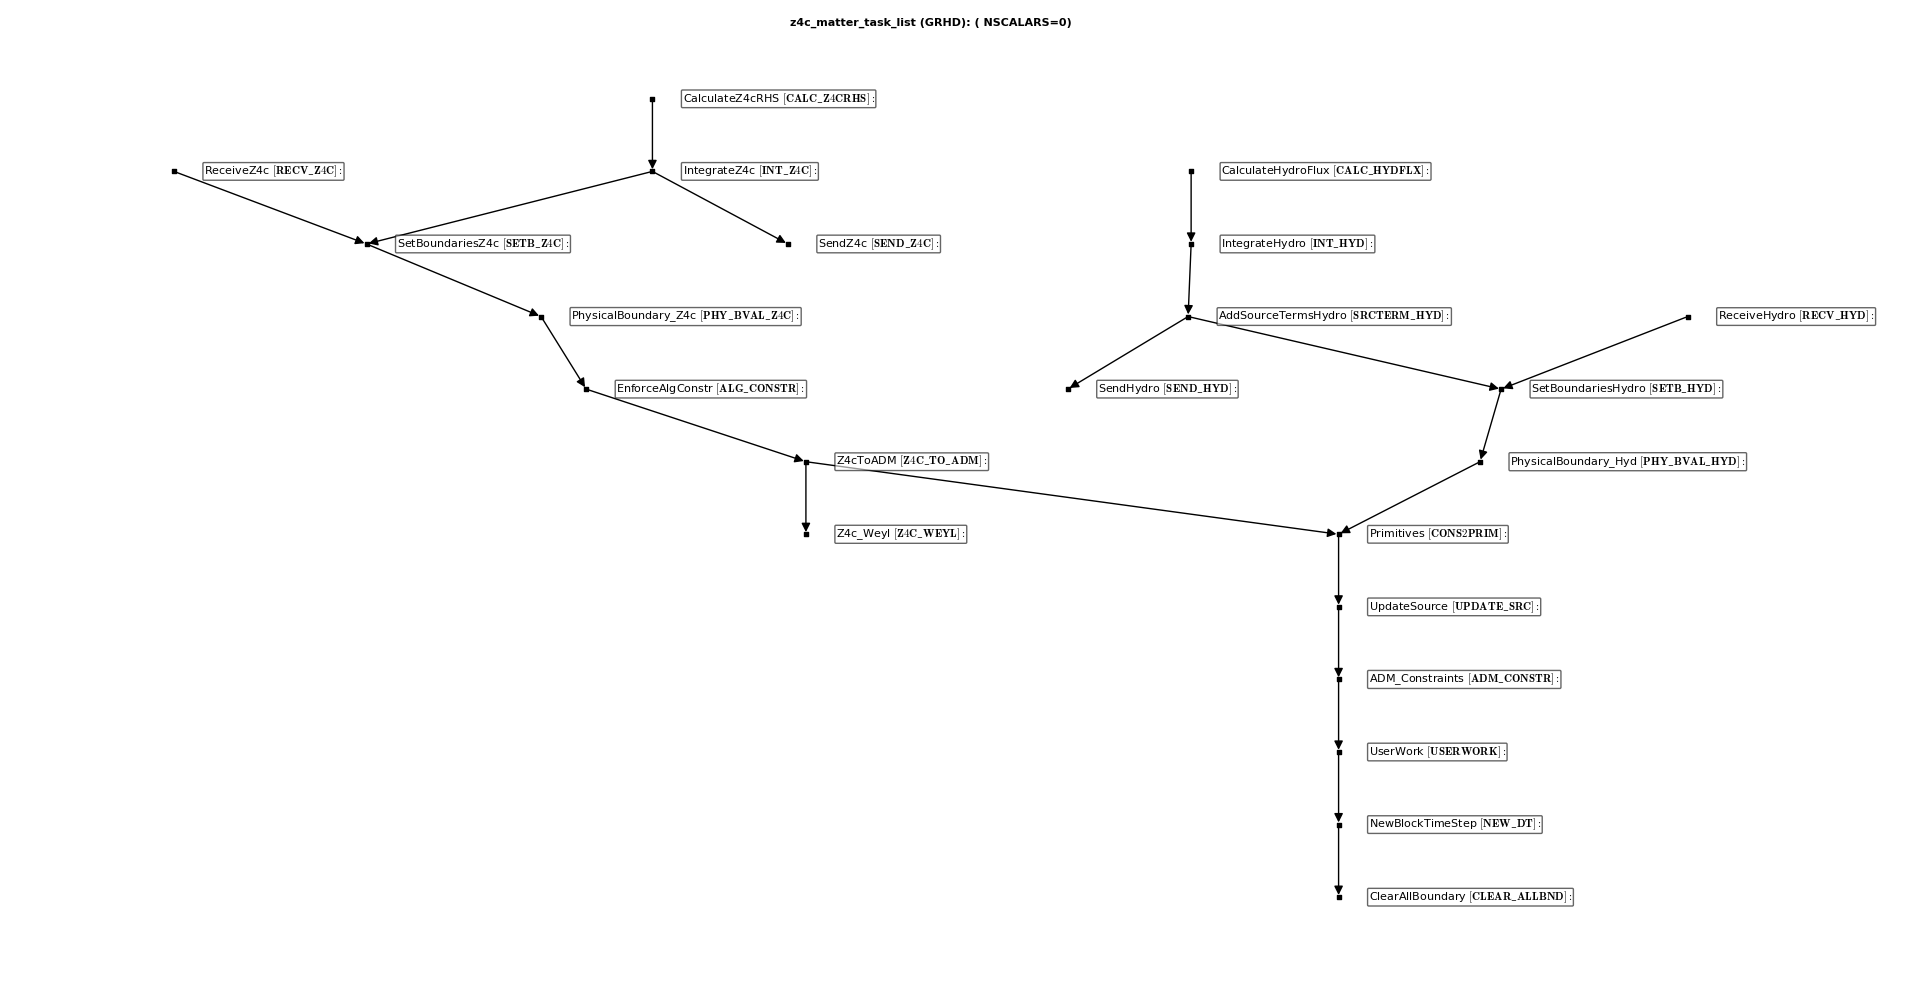 z4c_matter_task_list (GRHD): ( NSCALARS=0)
CalculateZ4cRHS [CALC_Z4CRHS]:
ReceiveZ4c [RECV_Z4C]:
IntegrateZ4c [INT_Z4C]:
CalculateHydroFlux [CALC_HYDFLX]:
SetBoundariesZ4c [SETB_Z4C]:
SendZ4c [SEND_Z4C]:
IntegrateHydro [INT_HYD]:
PhysicalBoundary_Z4c [PHY_BVAL_Z4C]:
AddSourceTermsHydro [SRCTERM_HYD]:
ReceiveHydro [RECV_HYD]:
EnforceAlgConstr [ALG_CONSTR]:
SendHydro [SEND_HYD]:
SetBoundariesHydro [SETB_HYD]:
Z4cToADM [Z4C_TO_ADM]:
PhysicalBoundary_Hyd [PHY_BVAL_HYD]:
Z4c_Weyl [Z4C_WEYL]:
Primitives [CONS2PRIM]:
UpdateSource [UPDATE_SRC]:
ADM_Constraints [ADM_CONSTR]:
UserWork [USERWORK]:
NewBlockTimeStep [NEW_DT]:
ClearAllBoundary [CLEAR_ALLBND]: